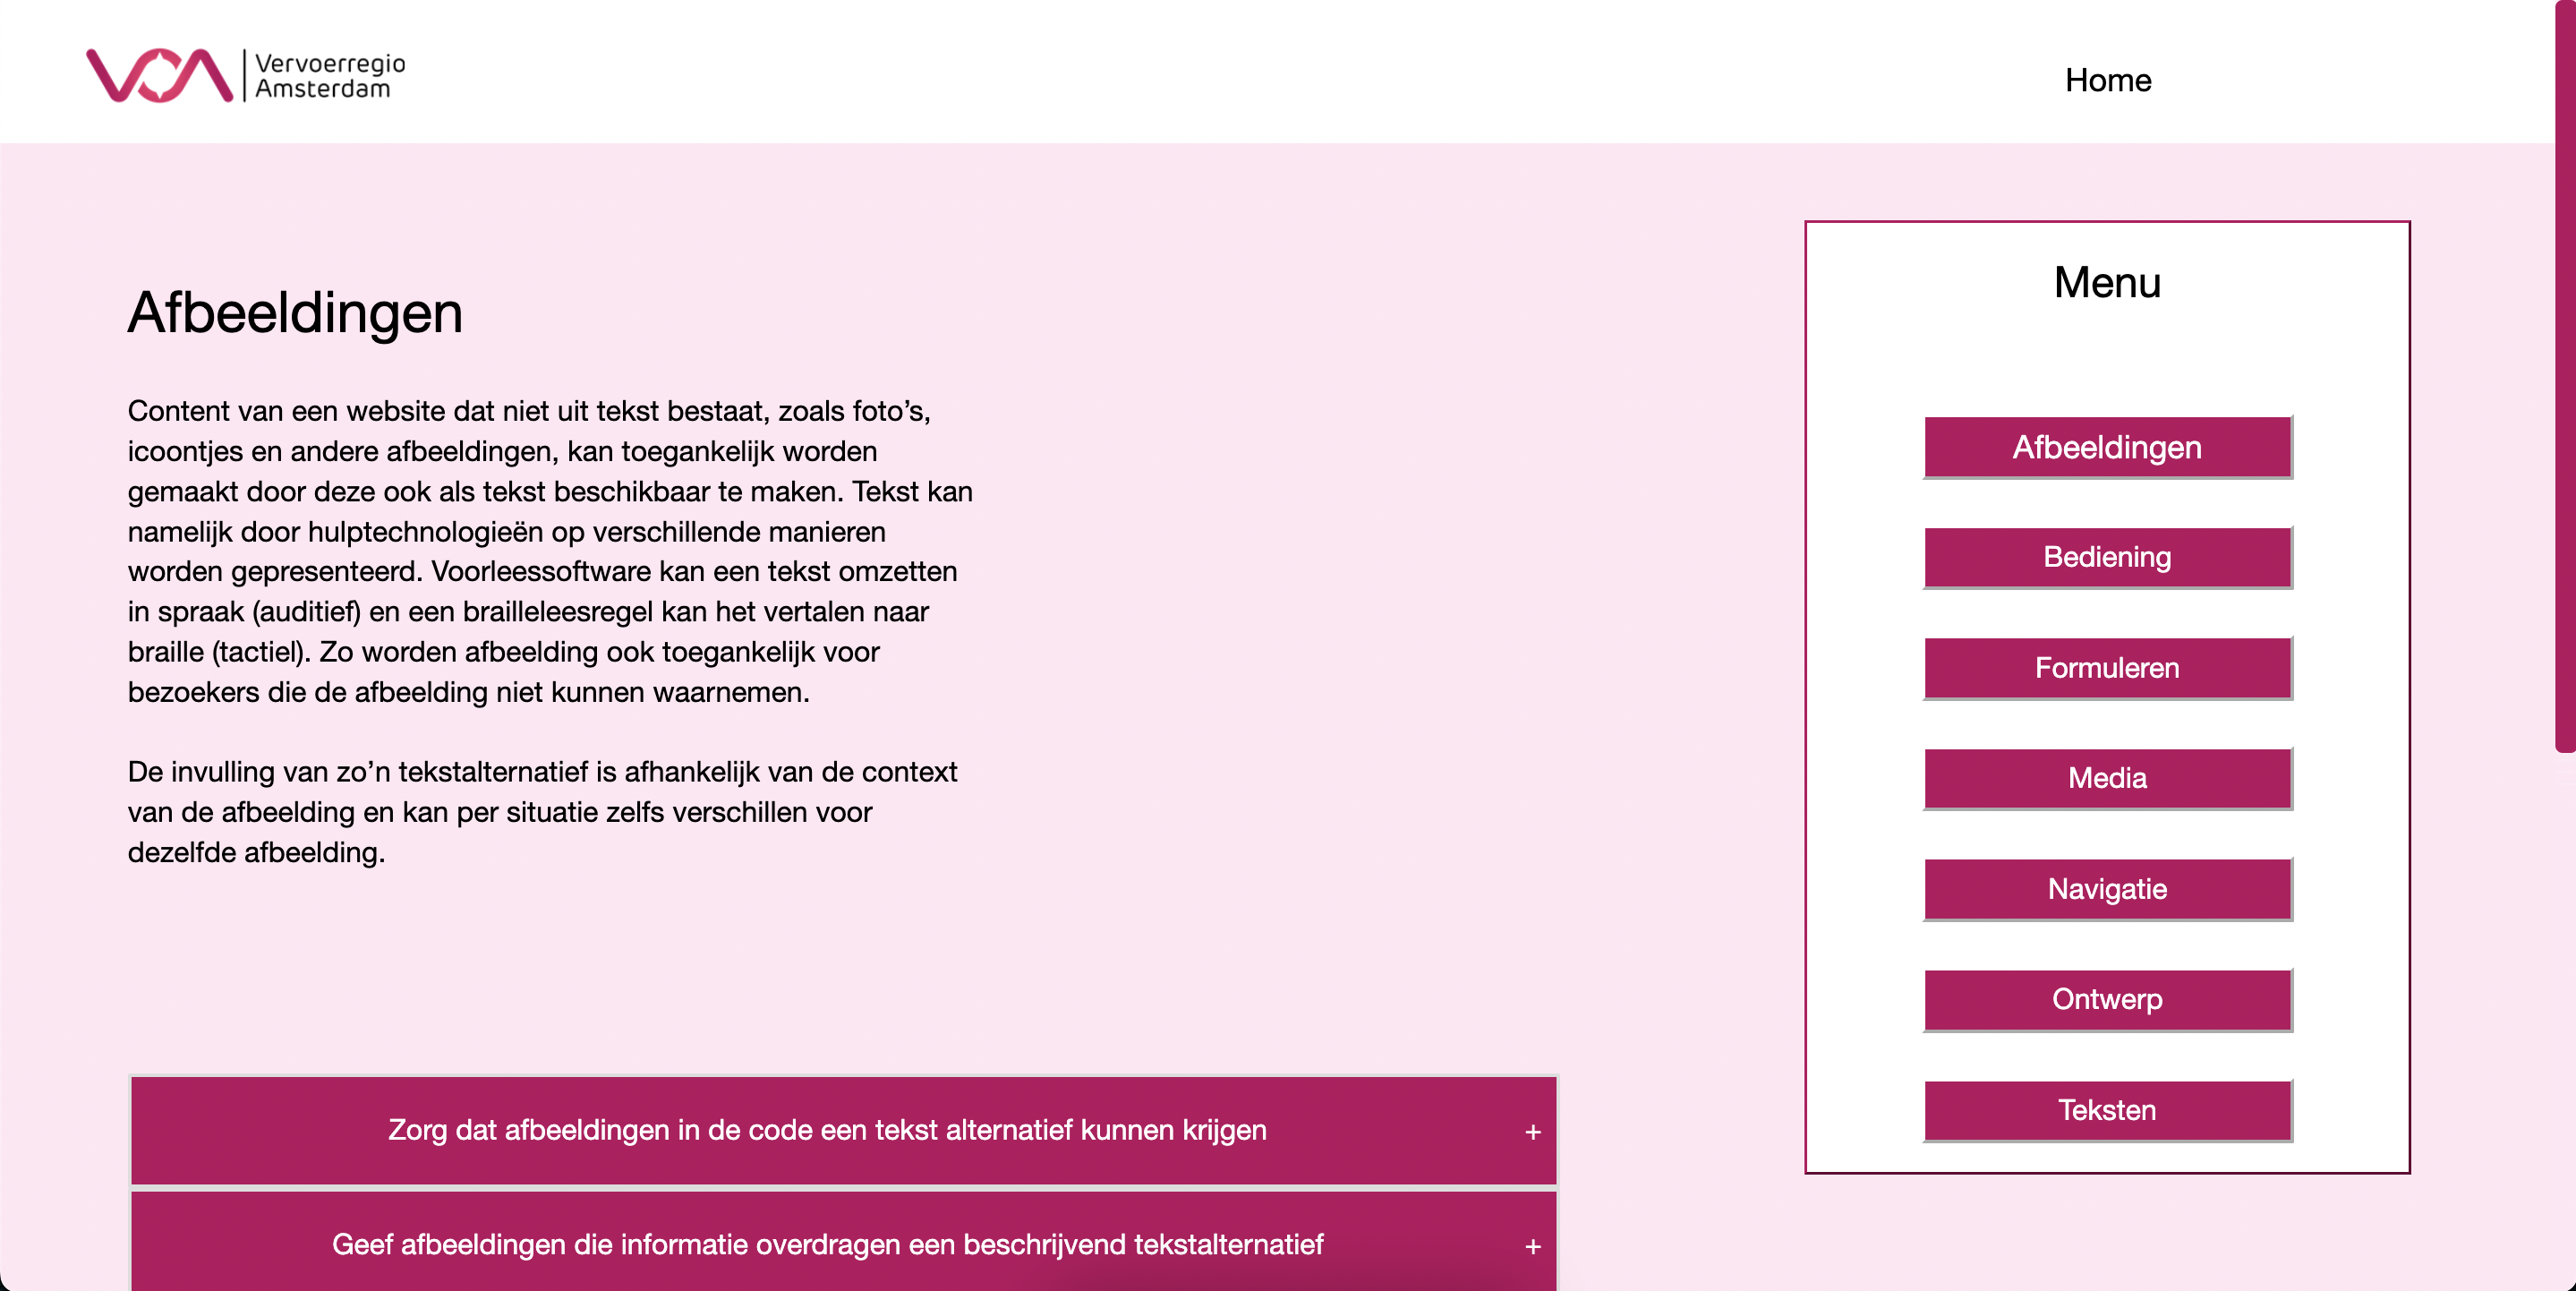 VOA
Vervoerregio
Amsterdam
Home
Afbeeldingen
Content van een website dat niet uit tekst bestaat, zoals foto’s,
icoontjes en andere afbeeldingen, kan toegankelijk worden
gemaakt door deze ook als tekst beschikbaar te maken. Tekst kan
namelijk door hulptechnologieën op verschillende manieren
worden gepresenteerd. Voorleessoftware kan een tekst omzetten
in spraak (auditief) en een brailleleesregel kan het vertalen naar
braille (tactiel). Zo worden afbeelding ook toegankelijk voor
bezoekers die de afbeelding niet kunnen waarnemen.
De invulling van zo’n tekstalternatief is afhankelijk van de context
van de afbeelding en kan per situatie zelfs verschillen voor
dezelfde afbeelding.
Zorg dat afbeeldingen in de code een tekst alternatief kunnen krijgen +
Geef afbeeldingen die informatie overdragen een beschrijvend tekstalternatief +
Menu
Afbeeldingen
Bediening
Formuleren
Media
Navigatie
Ontwerp
Teksten